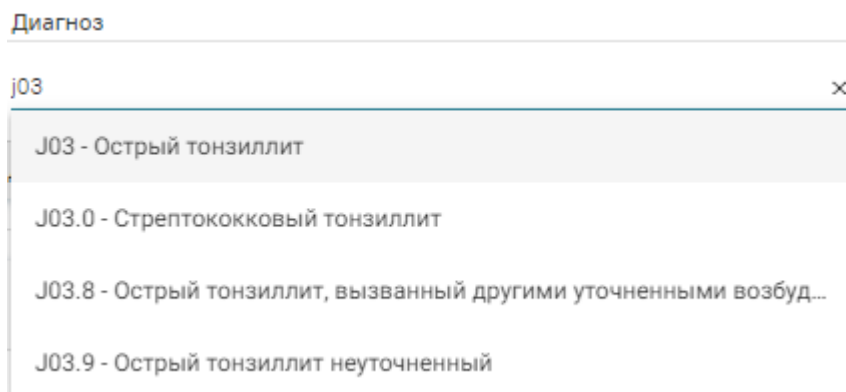 Диагноз
j03
J03 - Острый тонзиллит
J03.0 - Стрептококковый тонзиллит
J03.8 - Острый тонзиллит, вызванный другими уточненными возбуд...
J03.9 - Острый тонзиллит неуточненный